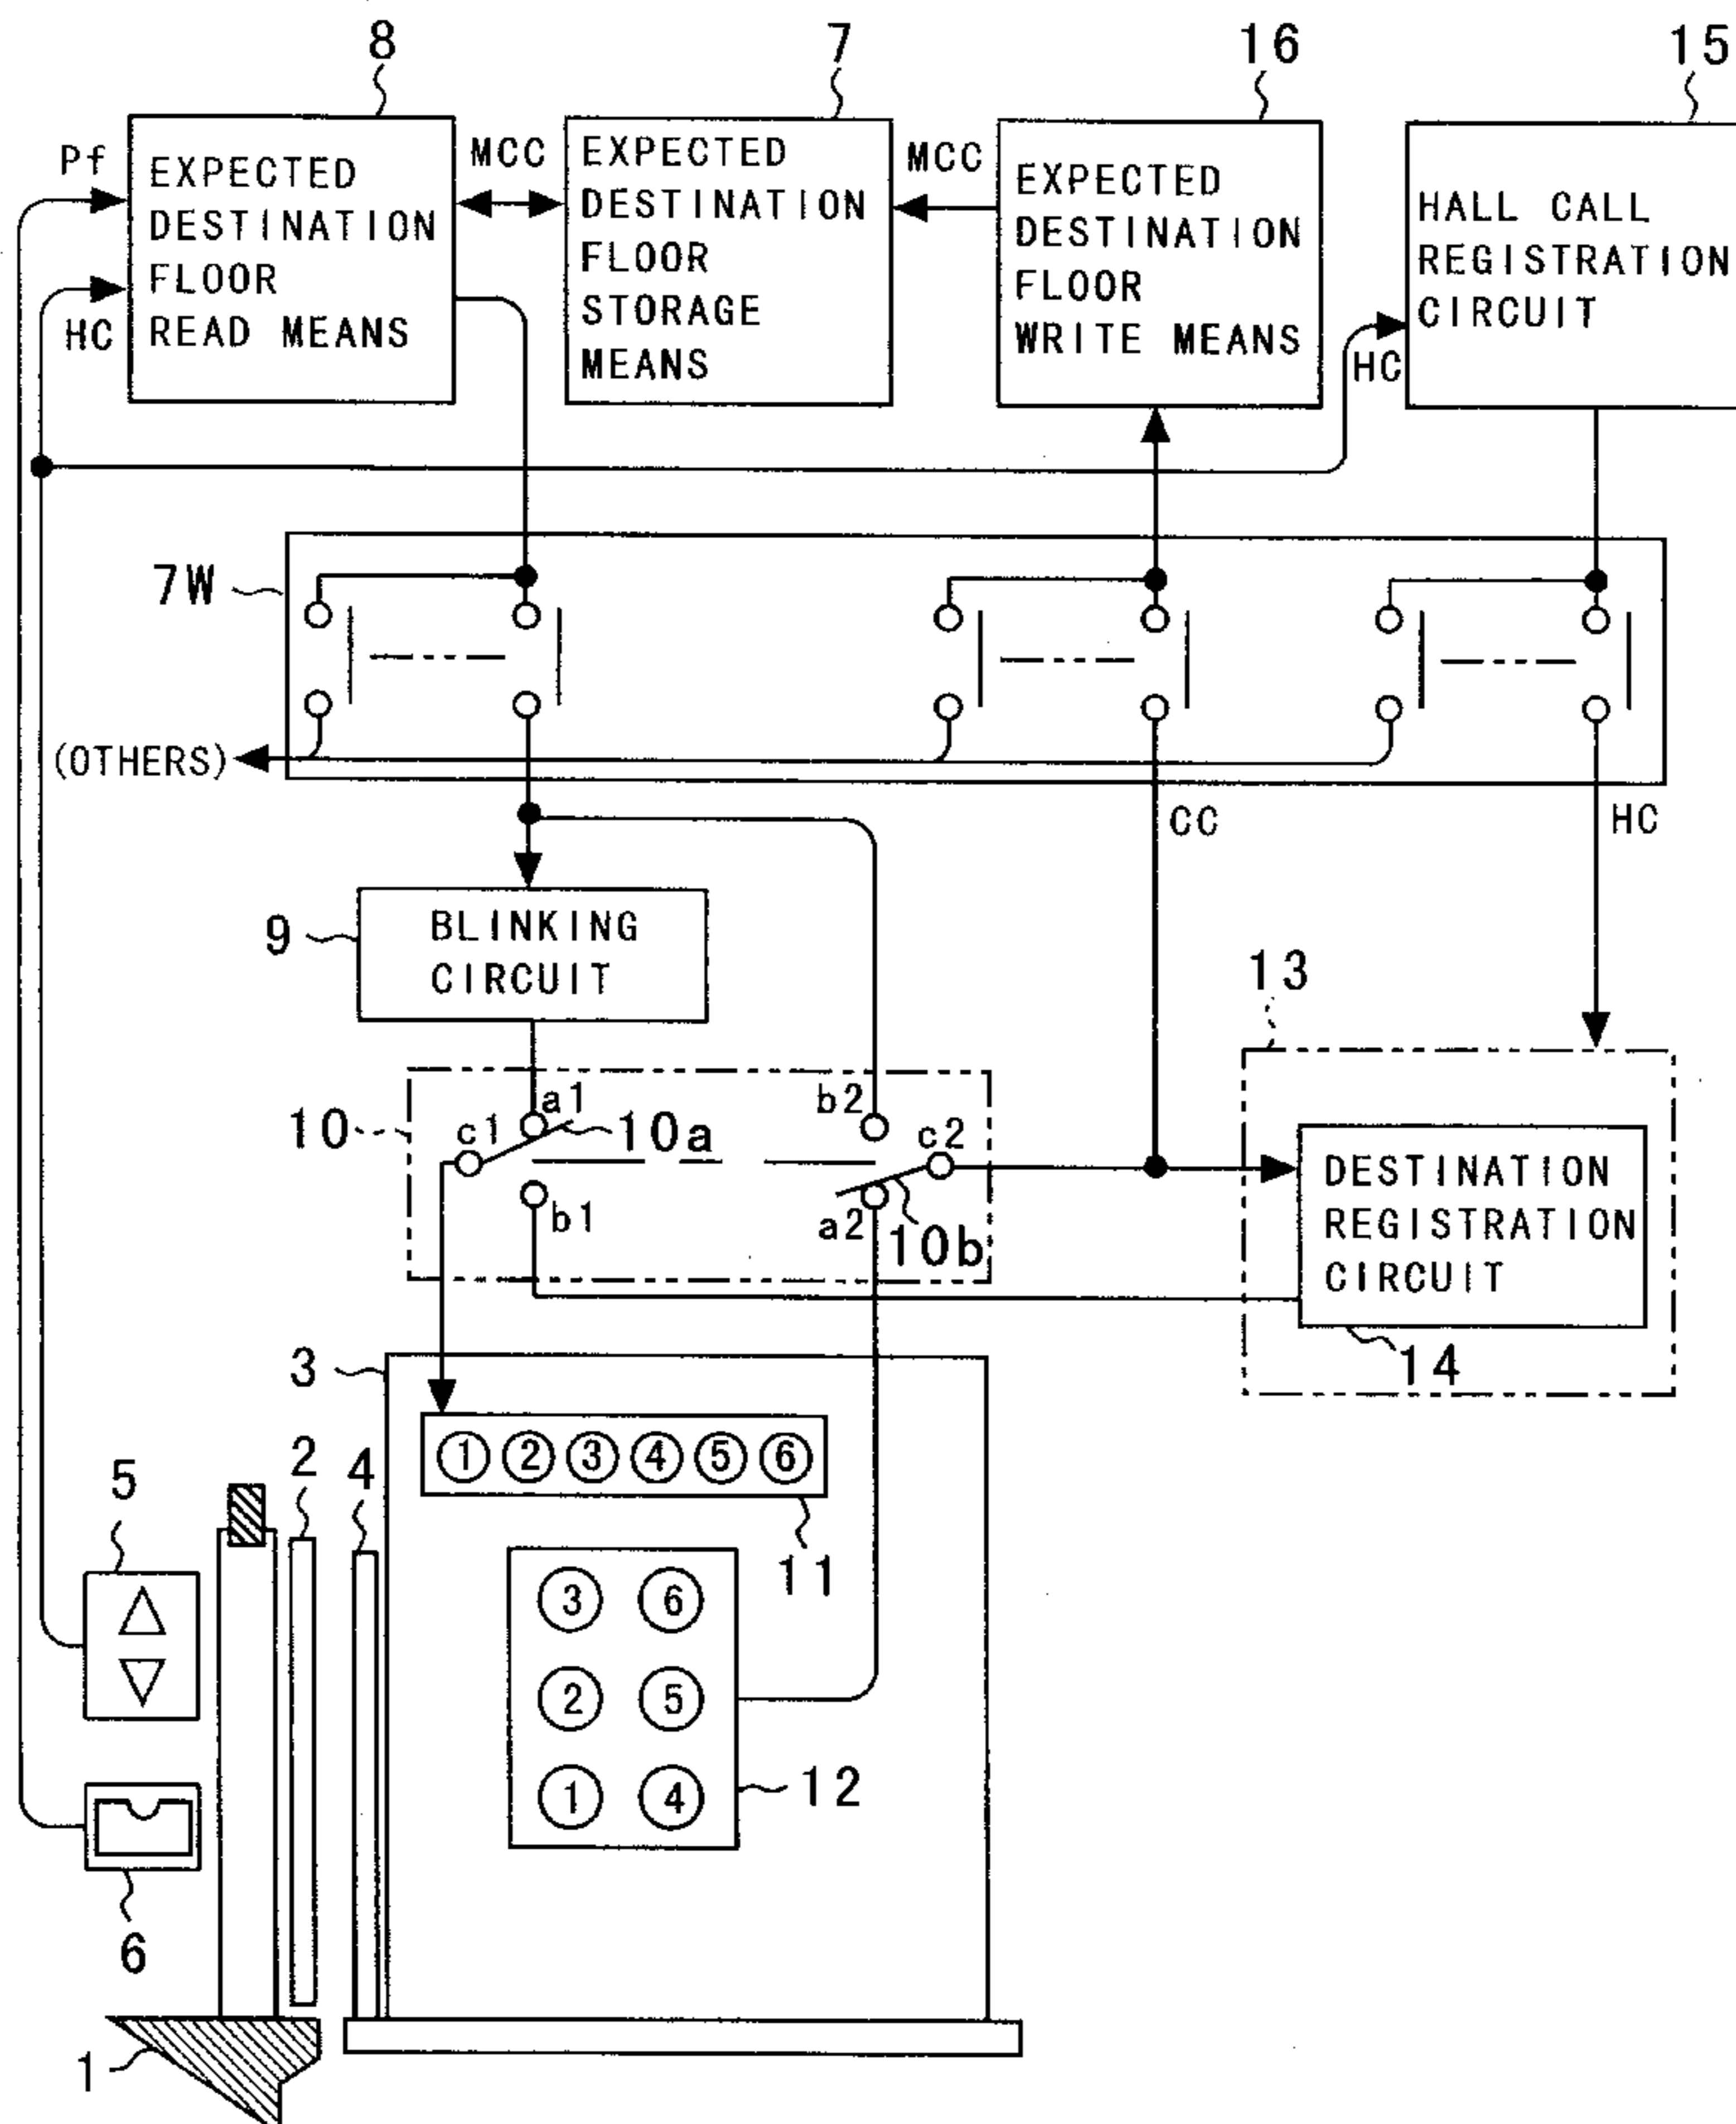 8
7
16
15
Pf
HC
EXPECTED
DESTINATION
FLOOR
READ MEANS
MCC
EXPECTED
DESTINATION
FLOOR
STORAGE
MEANS
MCC
EXPECTED
DESTINATION
FLOOR
WRITE MEANS
HC
HALL CALL
REGISTRATION
CIRCUIT
7W
(OTHERS)
CC
HC
9
BLINKING
CIRCUIT
13
10
c1
a1
10a
b1
b2
c2
a2
10b
DESTINATION
REGISTRATION
CIRCUIT
14
3
1 2 3 4 5 6
11
5
2
4
3 6
2 5
1 4
12
6
1